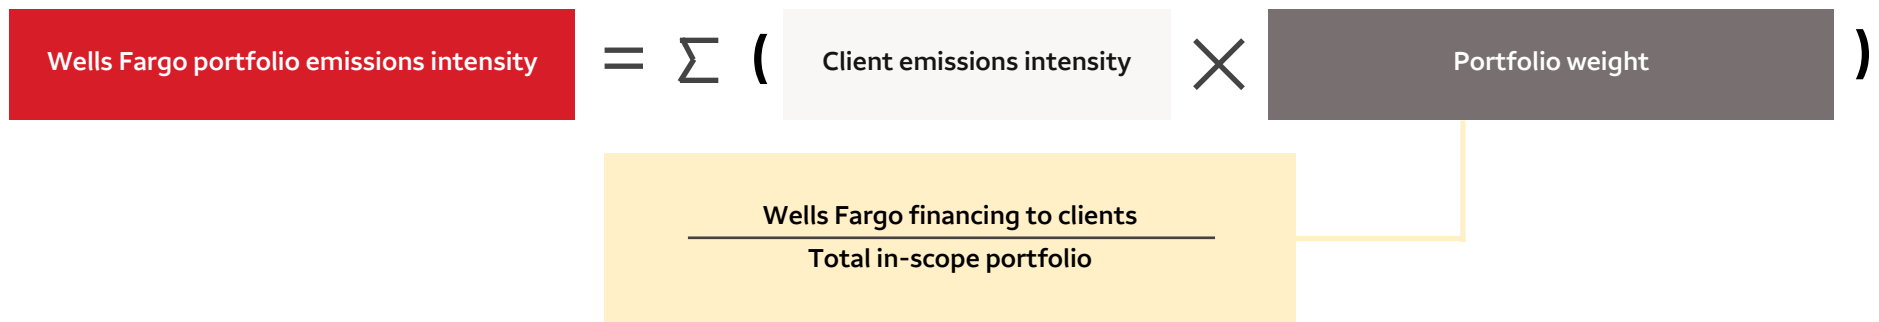 Wells Fargo portfolio emissions intensity = Σ ( Client emissions intensity × Portfolio weight )
Wells Fargo financing to clients
Total in-scope portfolio